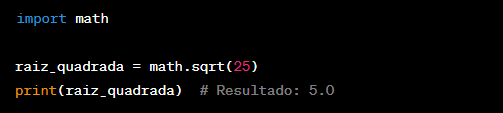 import math
raiz_quadrada = math.sqrt(25)
print(raiz_quadrada)  # Resultado: 5.0